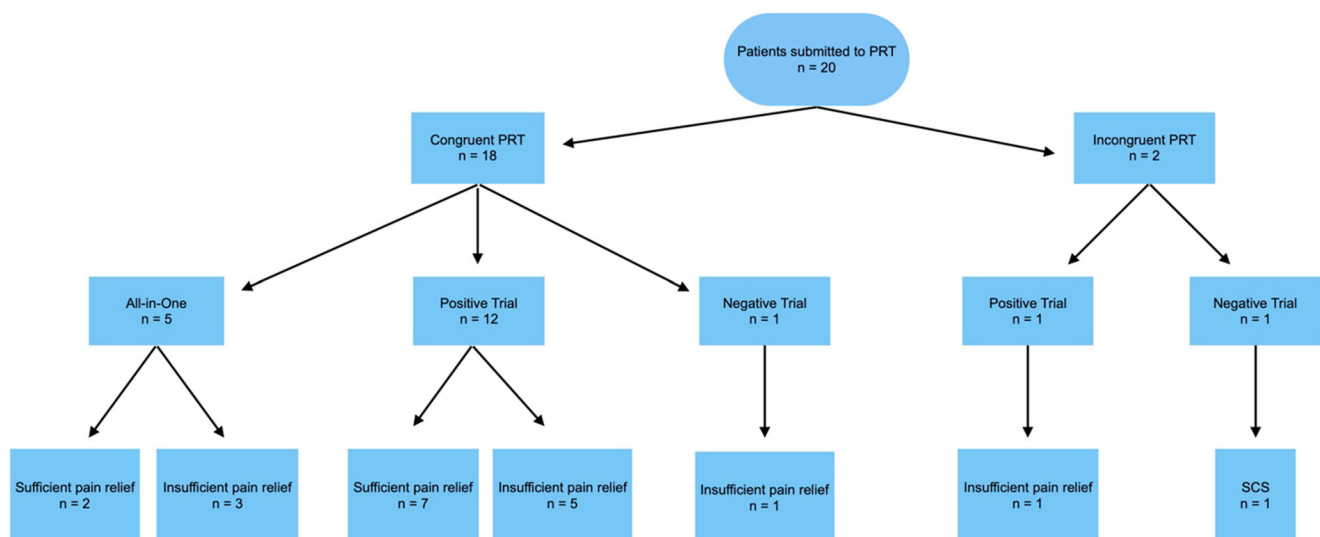 Patients submitted to PRT
n = 20
Congruent PRT
n = 18
Incongruent PRT
n = 2
All-in-One
n = 5
Positive Trial
n = 12
Negative Trial
n = 1
Positive Trial
n = 1
Negative Trial
n = 1
Sufficient pain relief
n = 2
Insufficient pain relief
n = 3
Sufficient pain relief
n = 7
Insufficient pain relief
n = 5
Insufficient pain relief
n = 1
Insufficient pain relief
n = 1
SCS
n = 1